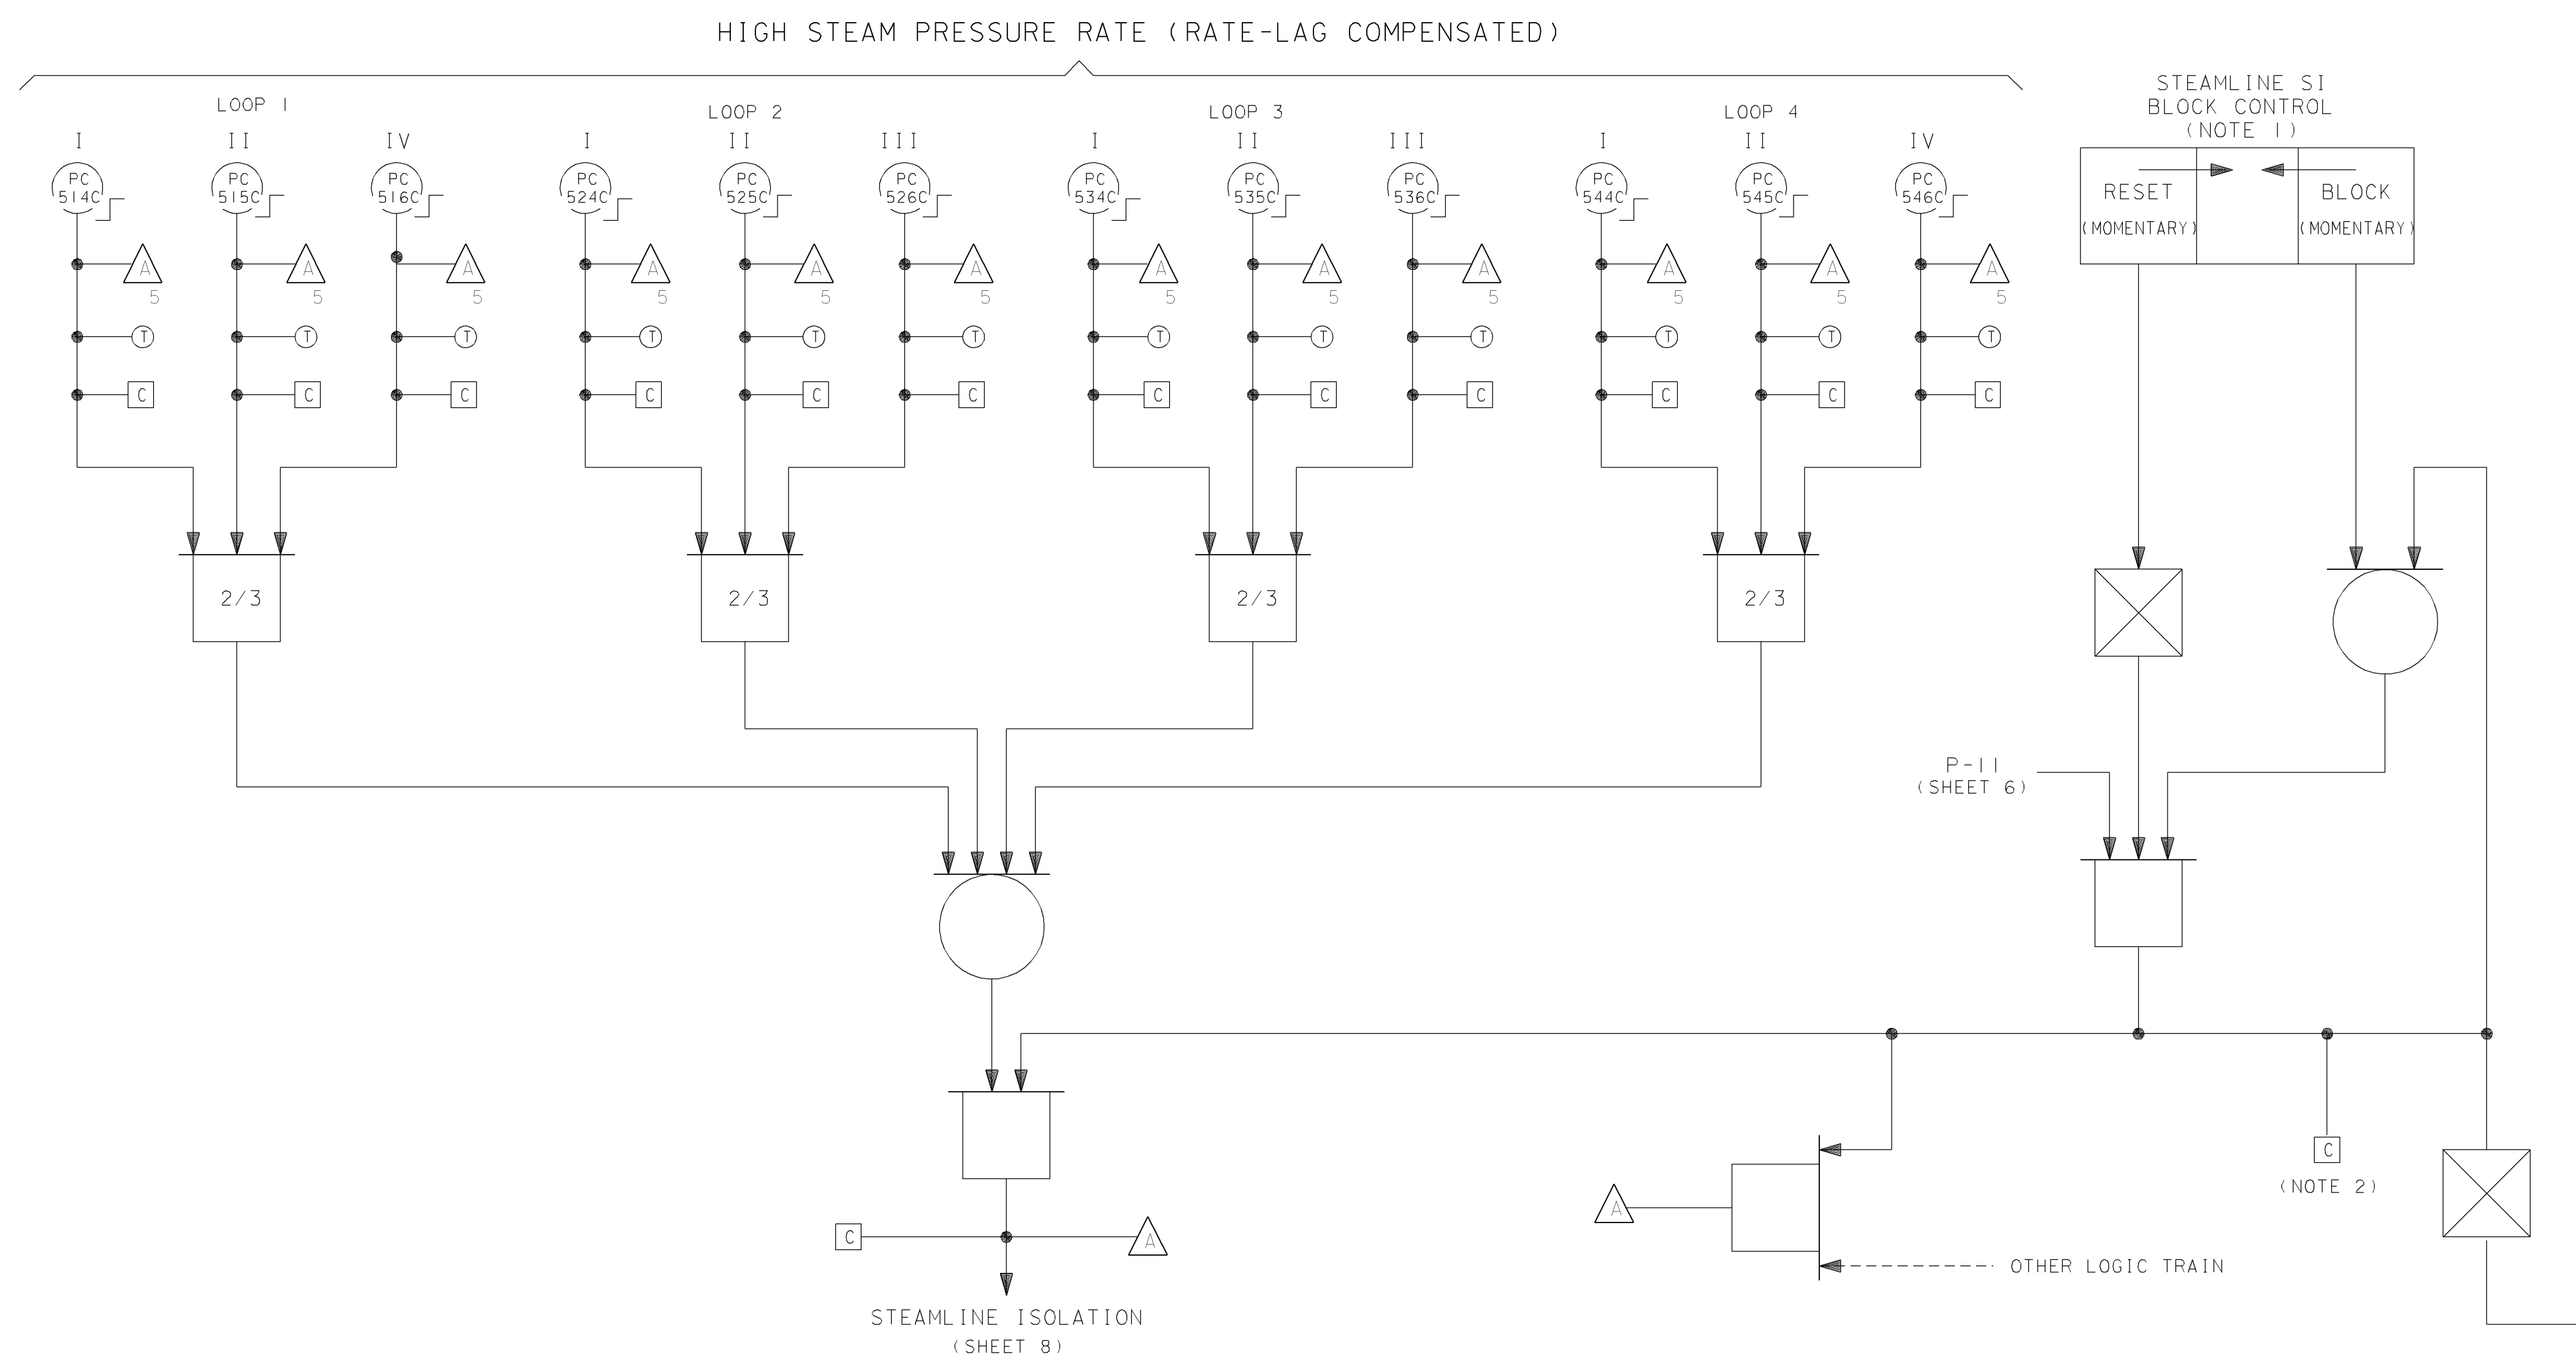 HIGH STEAM PRESSURE RATE (RATE-LAG COMPENSATED)
LOOP 1
LOOP 2
LOOP 3
LOOP 4
I II IV I II III I II III I II IV
PC 514C
PC 515C
PC 516C
PC 524C
PC 525C
PC 526C
PC 534C
PC 535C
PC 536C
PC 544C
PC 545C
PC 546C
A A A A A A A A A A A A
5 5 5 5 5 5 5 5 5 5 5 5
T T T T T T T T T T T T
C C C C C C C C C C C C
2/3 2/3 2/3 2/3
STEAMLINE SI
BLOCK CONTROL
(NOTE 1)
RESET
(MOMENTARY)
BLOCK
(MOMENTARY)
P-11
(SHEET 6)
C
A
STEAMLINE ISOLATION
(SHEET 8)
A
OTHER LOGIC TRAIN
C
(NOTE 2)